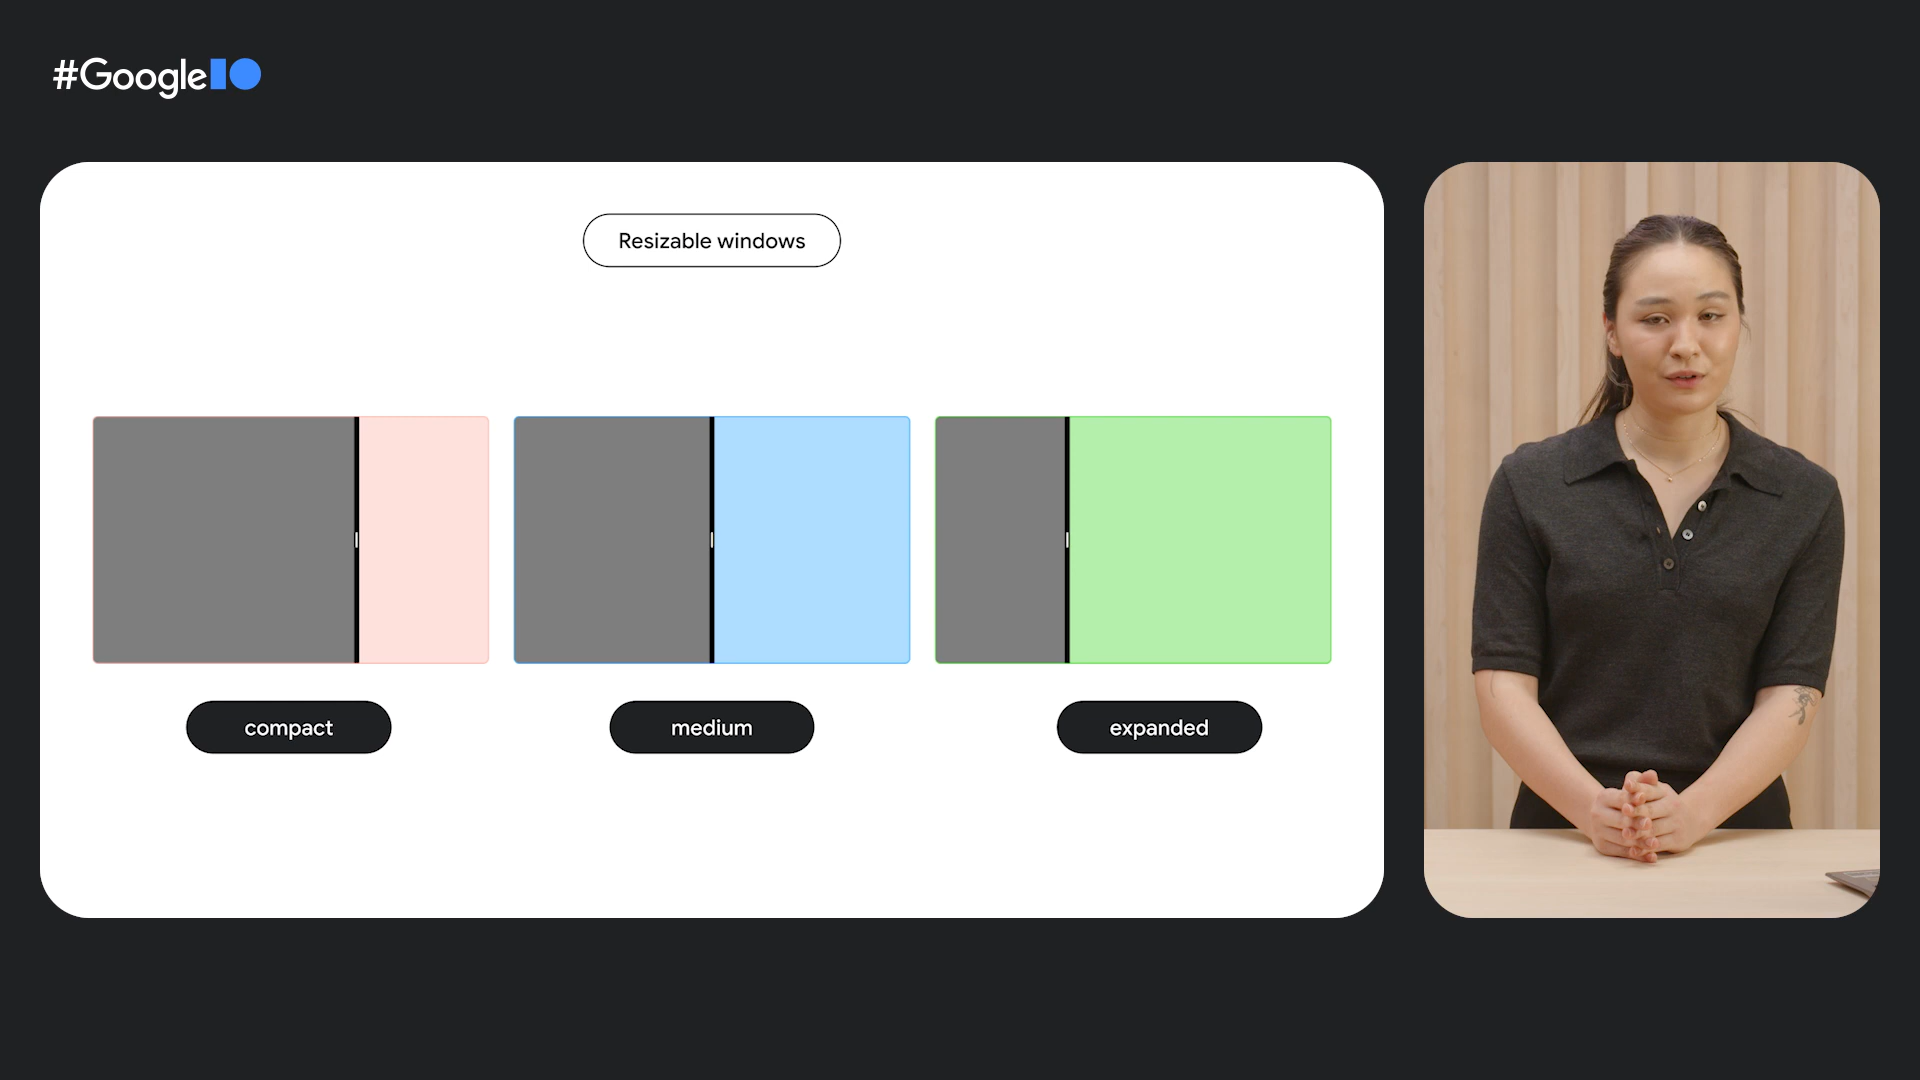 #GoogleIO
Resizable windows
compact
medium
expanded